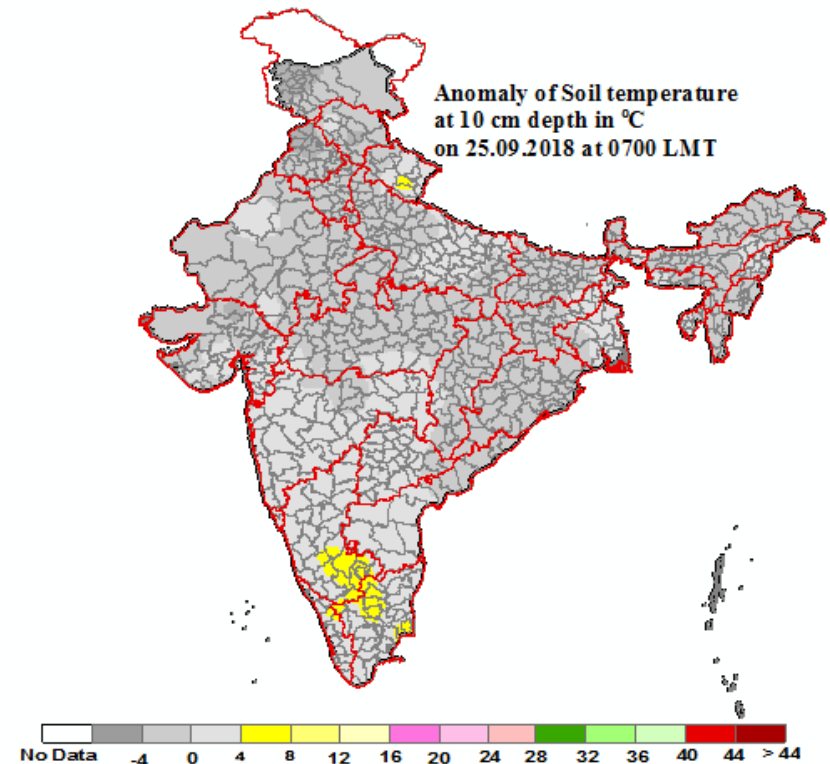 Anomaly of Soil temperature
at 10 cm depth in °C
on 25.09.2018 at 0700 LMT
No Data -4 0 4 8 12 16 20 24 28 32 36 40 44 > 44